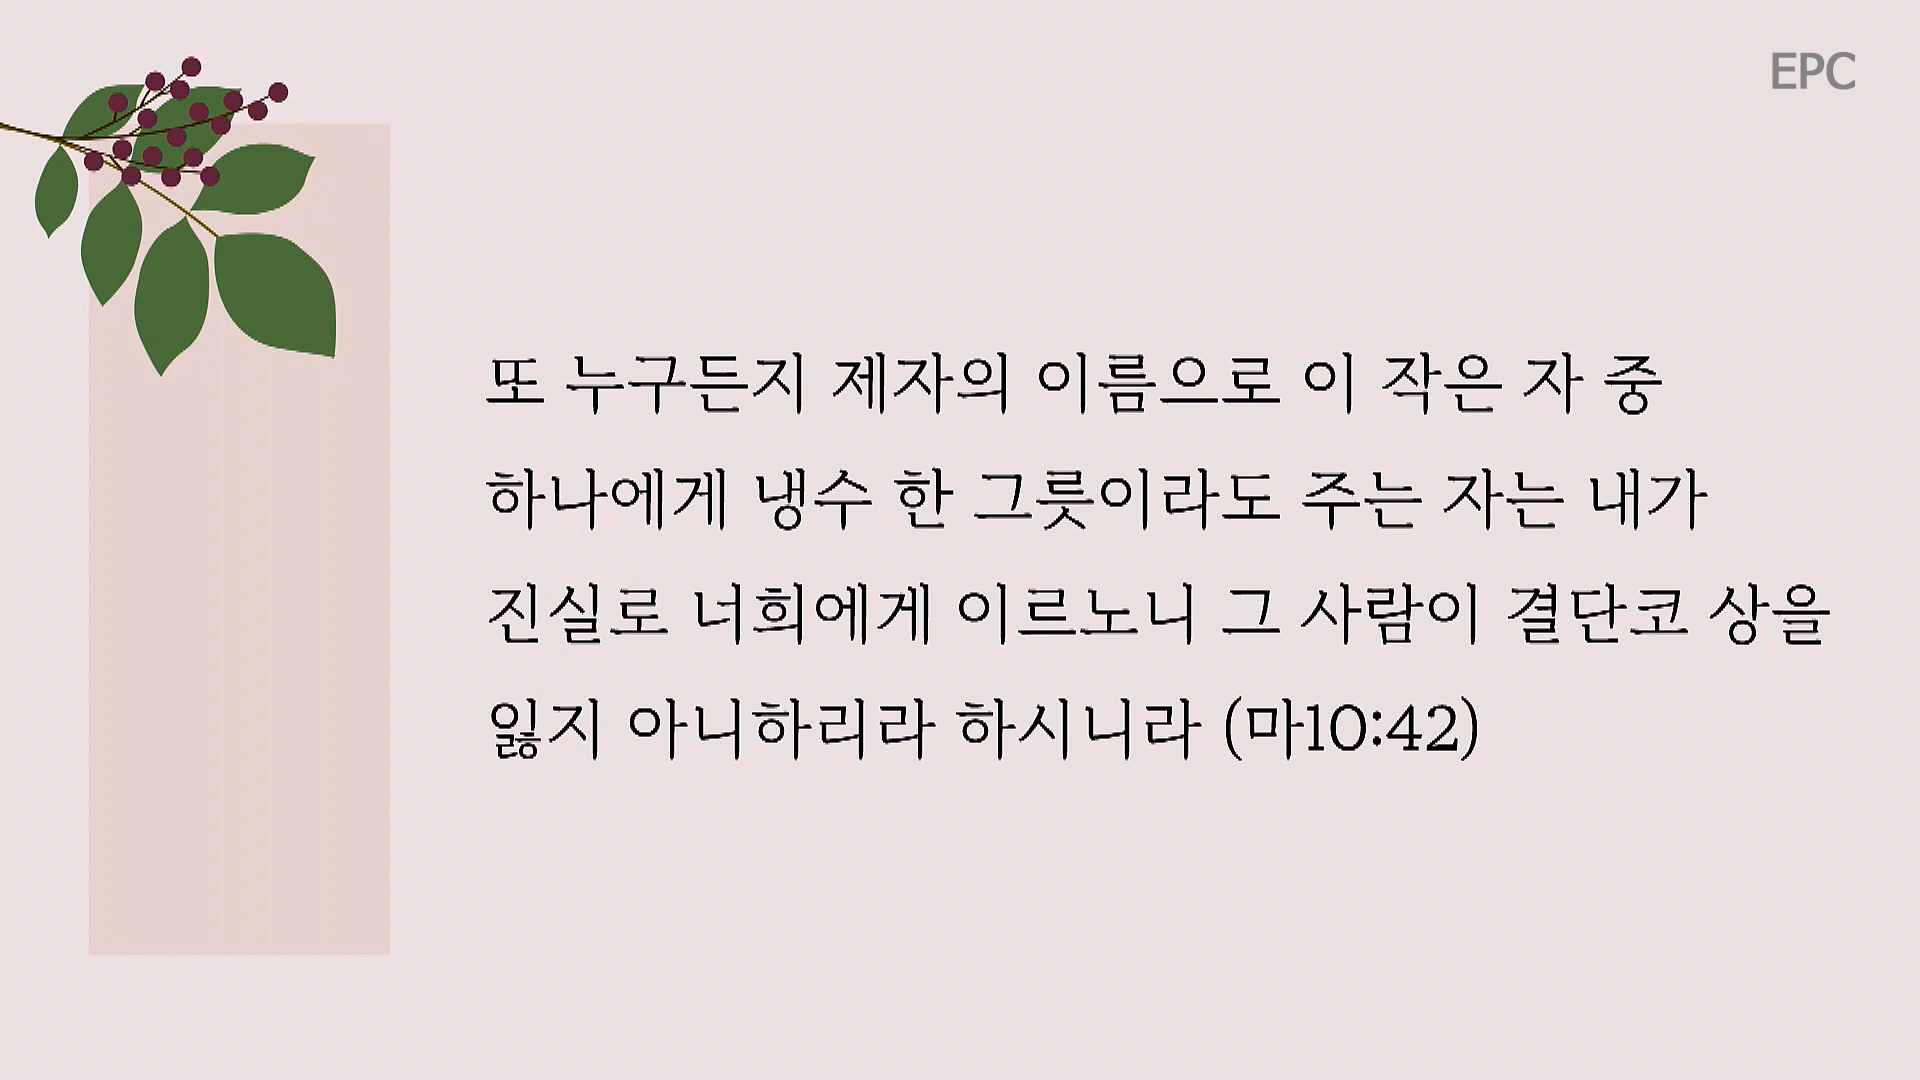 EPC
또 누구든지 제자의 이름으로 이 작은 자 중
하나에게 냉수 한 그릇이라도 주는 자는 내가
진실로 너희에게 이르노니 그 사람이 결단코 상을
잃지 아니하리라 하시니라 (마10:42)